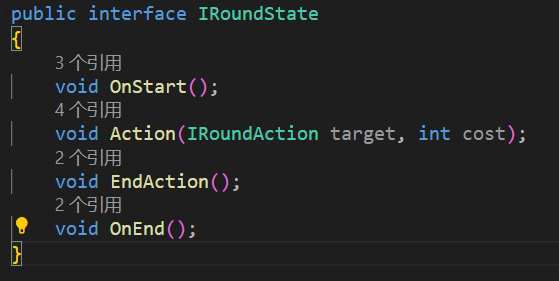 public interface IRoundState
{
3 个引用
void OnStart();
4 个引用
void Action(IRoundAction target, int cost);
2 个引用
void EndAction();
2 个引用
void OnEnd();
}